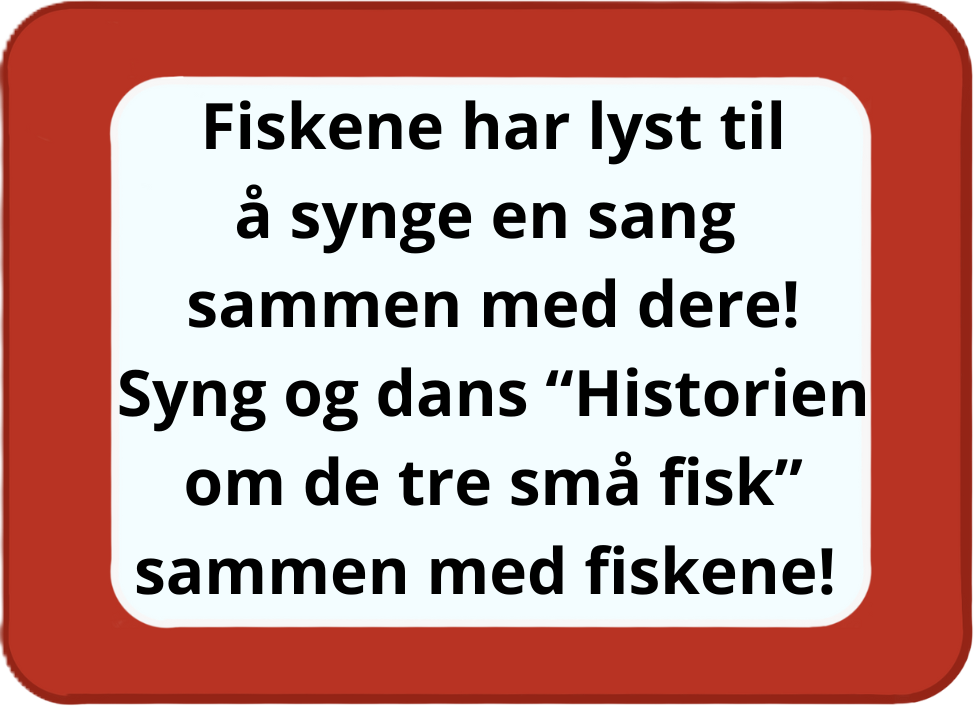 Fiskene har lyst til
å synge en sang
sammen med dere!
Syng og dans “Historien
om de tre små fisk”
sammen med fiskene!